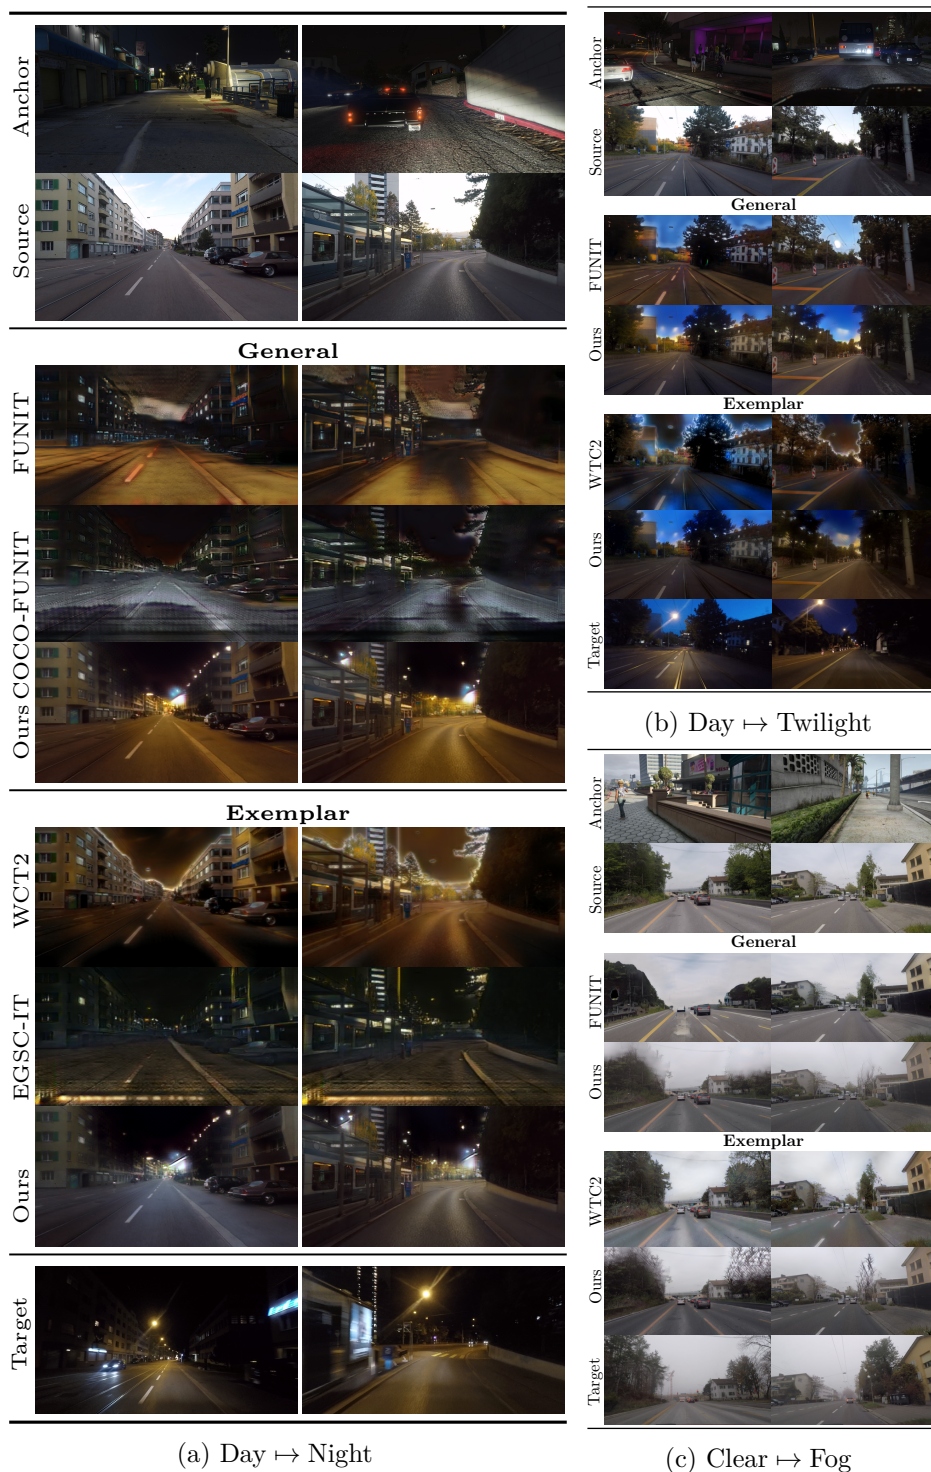 Anchor
Source
General
FUNIT
Ours COCO-FUNIT
Exemplar
WCT2
EGSC-IT
Ours
Target
(a) Day ↦ Night
Anchor
Source
General
FUNIT
Ours
Exemplar
WTC2
Ours
Target
(b) Day ↦ Twilight
Anchor
Source
General
FUNIT
Ours
Exemplar
WTC2
Ours
Target
(c) Clear ↦ Fog